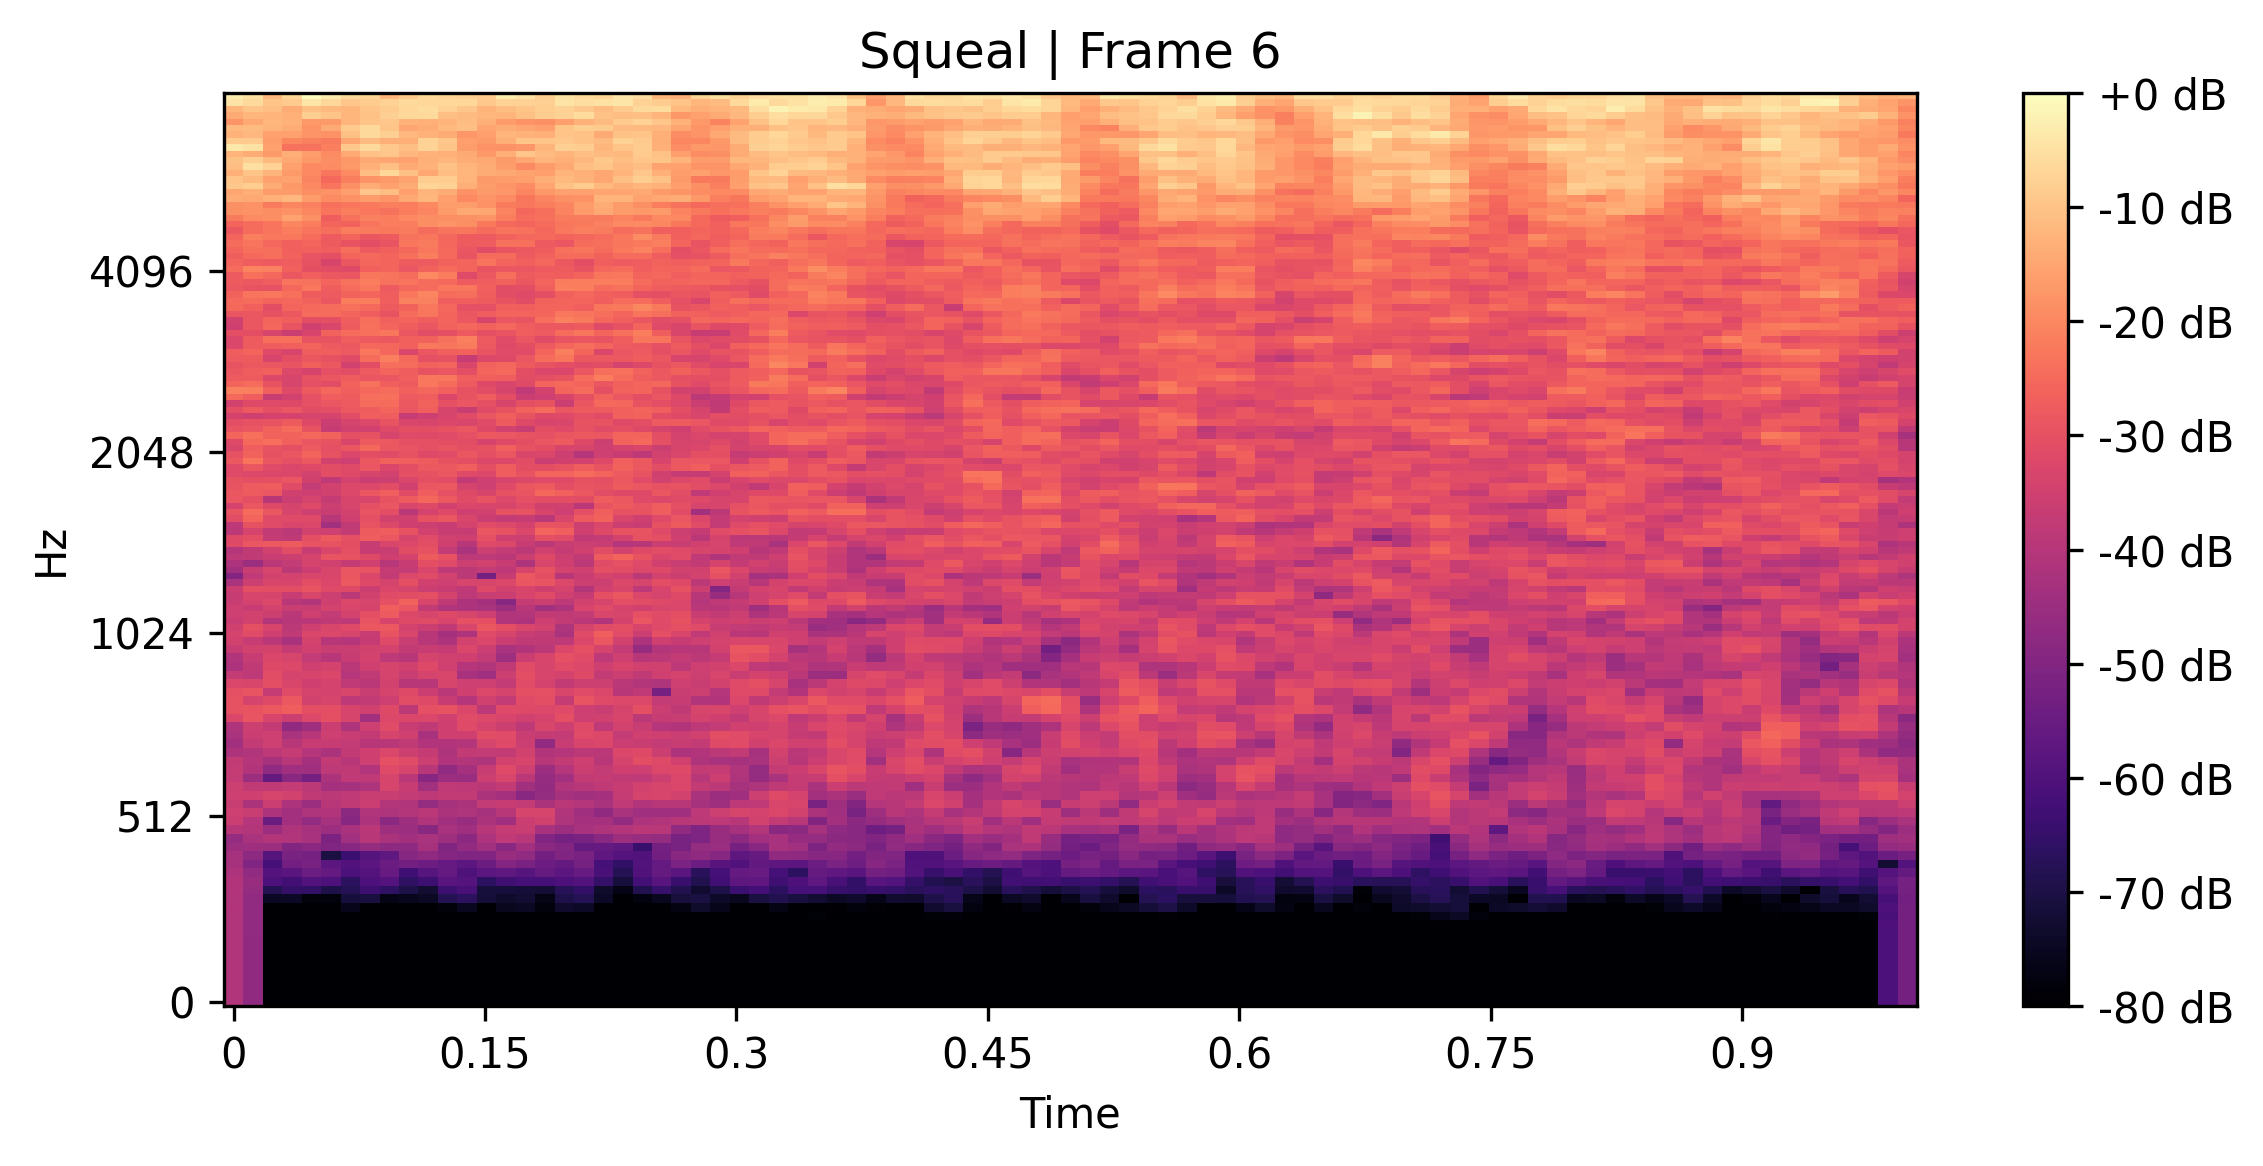 Squeal | Frame 6
+0 dB
-10 dB
-20 dB
-30 dB
-40 dB
-50 dB
-60 dB
-70 dB
-80 dB
Hz
4096
2048
1024
512
0
0 0.15 0.3 0.45 0.6 0.75 0.9
Time